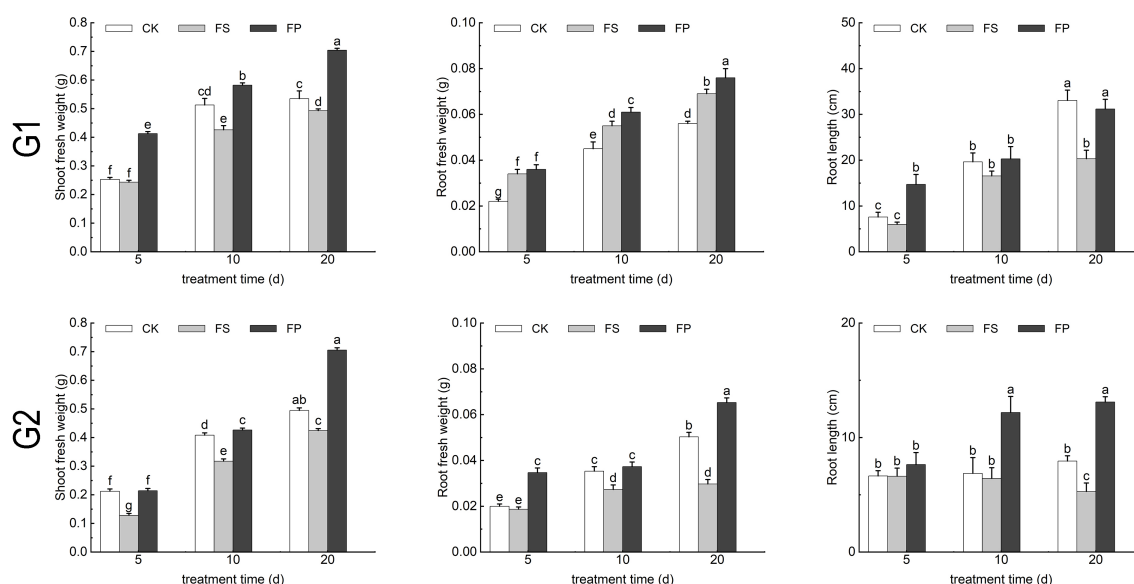 G1
CK FS FP
Shoot fresh weight (g)
0.8
0.7
0.6
0.5
0.4
0.3
0.2
0.1
0.0
f f e
cd e b
c d a
5 10 20
treatment time (d)
CK FS FP
Root fresh weight (g)
0.10
0.08
0.06
0.04
0.02
0.00
g f f
e d c
d b a
5 10 20
treatment time (d)
CK FS FP
Root length (cm)
50
40
30
20
10
0
c c b
b b b
a b a
5 10 20
treatment time (d)
G2
CK FS FP
Shoot fresh weight (g)
0.8
0.7
0.6
0.5
0.4
0.3
0.2
0.1
0.0
f g f
d e c
ab c a
5 10 20
treatment time (d)
CK FS FP
Root fresh weight (g)
0.10
0.08
0.06
0.04
0.02
0.00
e e c
c d c
b d a
5 10 20
treatment time (d)
CK FS FP
Root length (cm)
20
10
0
b b b
b b a
b c a
5 10 20
treatment time (d)